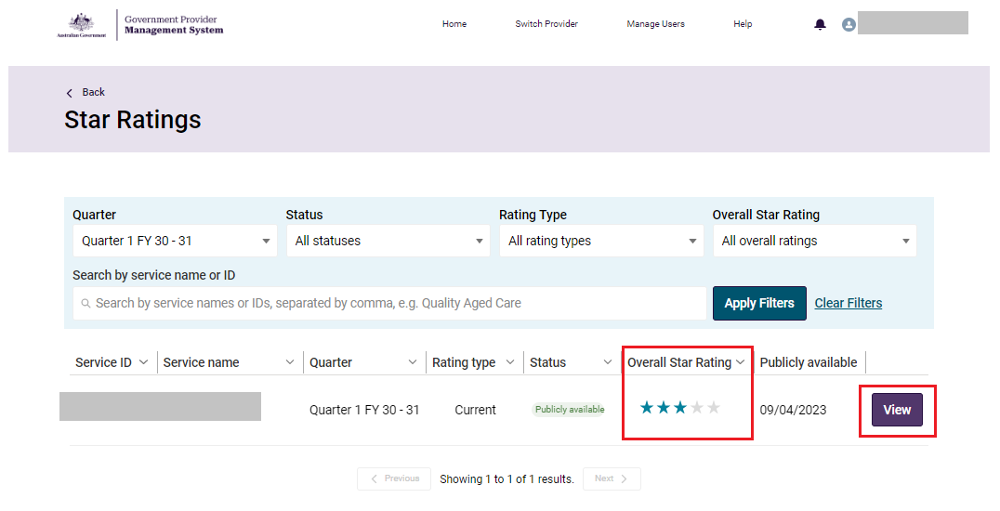 Government Provider
Management System
Australian Government
Home
Switch Provider
Manage Users
Help
Back
Star Ratings
Quarter
Status
Rating Type
Overall Star Rating
Quarter 1 FY 30 - 31
All statuses
All rating types
All overall ratings
Search by service name or ID
Search by service names or IDs, separated by comma, e.g. Quality Aged Care
Apply Filters
Clear Filters
Service ID
Service name
Quarter
Rating type
Status
Overall Star Rating
Publicly available
Quarter 1 FY 30 - 31
Current
Publicly available
09/04/2023
View
Previous
Showing 1 to 1 of 1 results.
Next